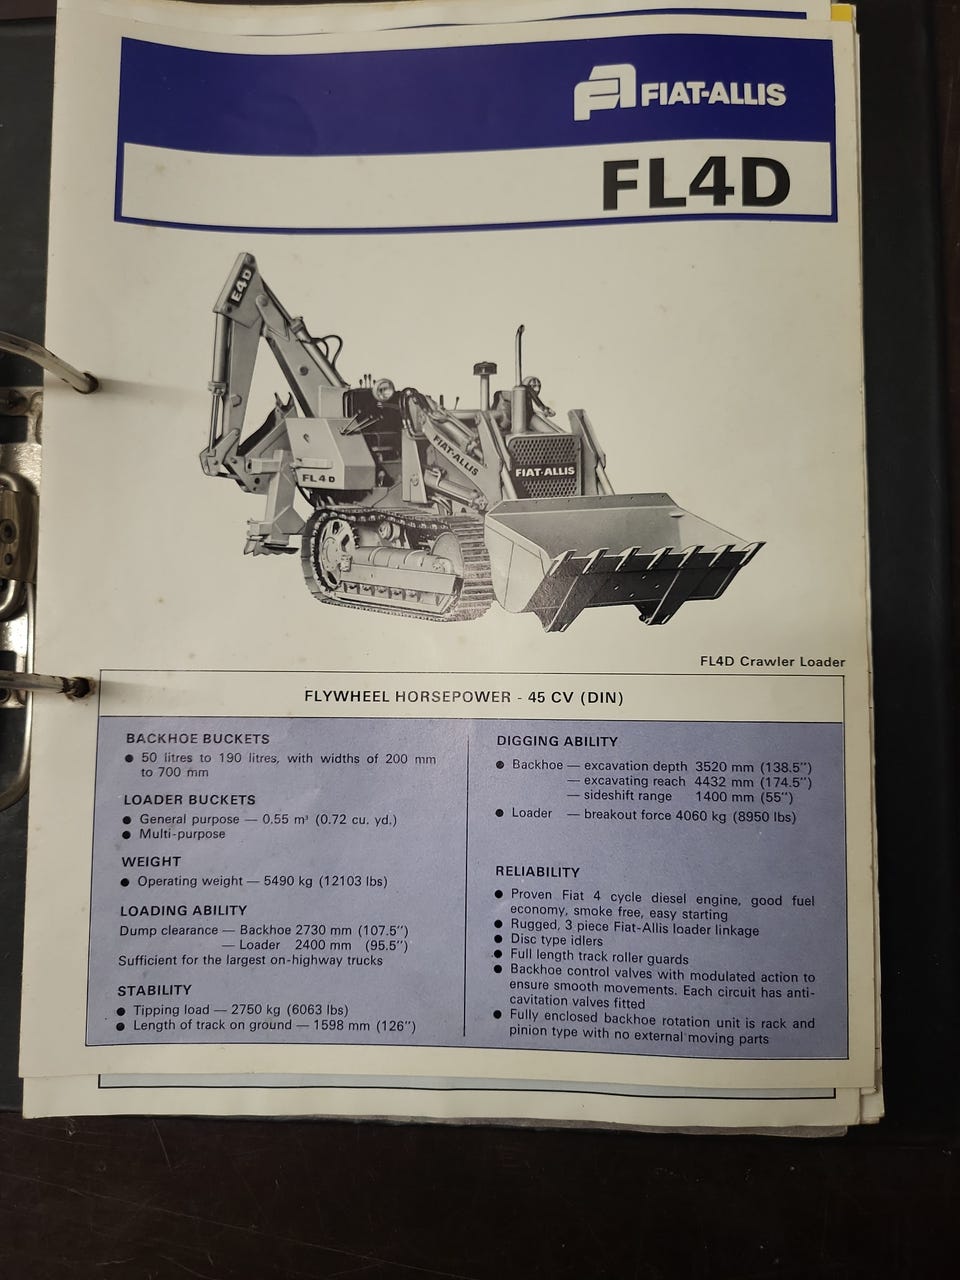 FIAT-ALLIS
FL4D
E4D
FIAT-ALLIS
FIAT-ALLIS
FL4D
FL4D Crawler Loader
FLYWHEEL HORSEPOWER - 45 CV (DIN)
BACKHOE BUCKETS
● 50 litres to 190 litres, with widths of 200 mm
to 700 mm
LOADER BUCKETS
● General purpose — 0.55 m³ (0.72 cu. yd.)
● Multi-purpose
WEIGHT
● Operating weight — 5490 kg (12103 lbs)
LOADING ABILITY
Dump clearance — Backhoe 2730 mm (107.5")
— Loader 2400 mm (95.5")
Sufficient for the largest on-highway trucks
STABILITY
● Tipping load — 2750 kg (6063 lbs)
● Length of track on ground — 1598 mm (126")
DIGGING ABILITY
● Backhoe — excavation depth 3520 mm (138.5")
— excavating reach 4432 mm (174.5")
— sideshift range 1400 mm (55")
● Loader — breakout force 4060 kg (8950 lbs)
RELIABILITY
● Proven Fiat 4 cycle diesel engine, good fuel
economy, smoke free, easy starting
● Rugged, 3 piece Fiat-Allis loader linkage
● Disc type idlers
● Full length track roller guards
● Backhoe control valves with modulated action to
ensure smooth movements. Each circuit has anti-
cavitation valves fitted
● Fully enclosed backhoe rotation unit is rack and
pinion type with no external moving parts